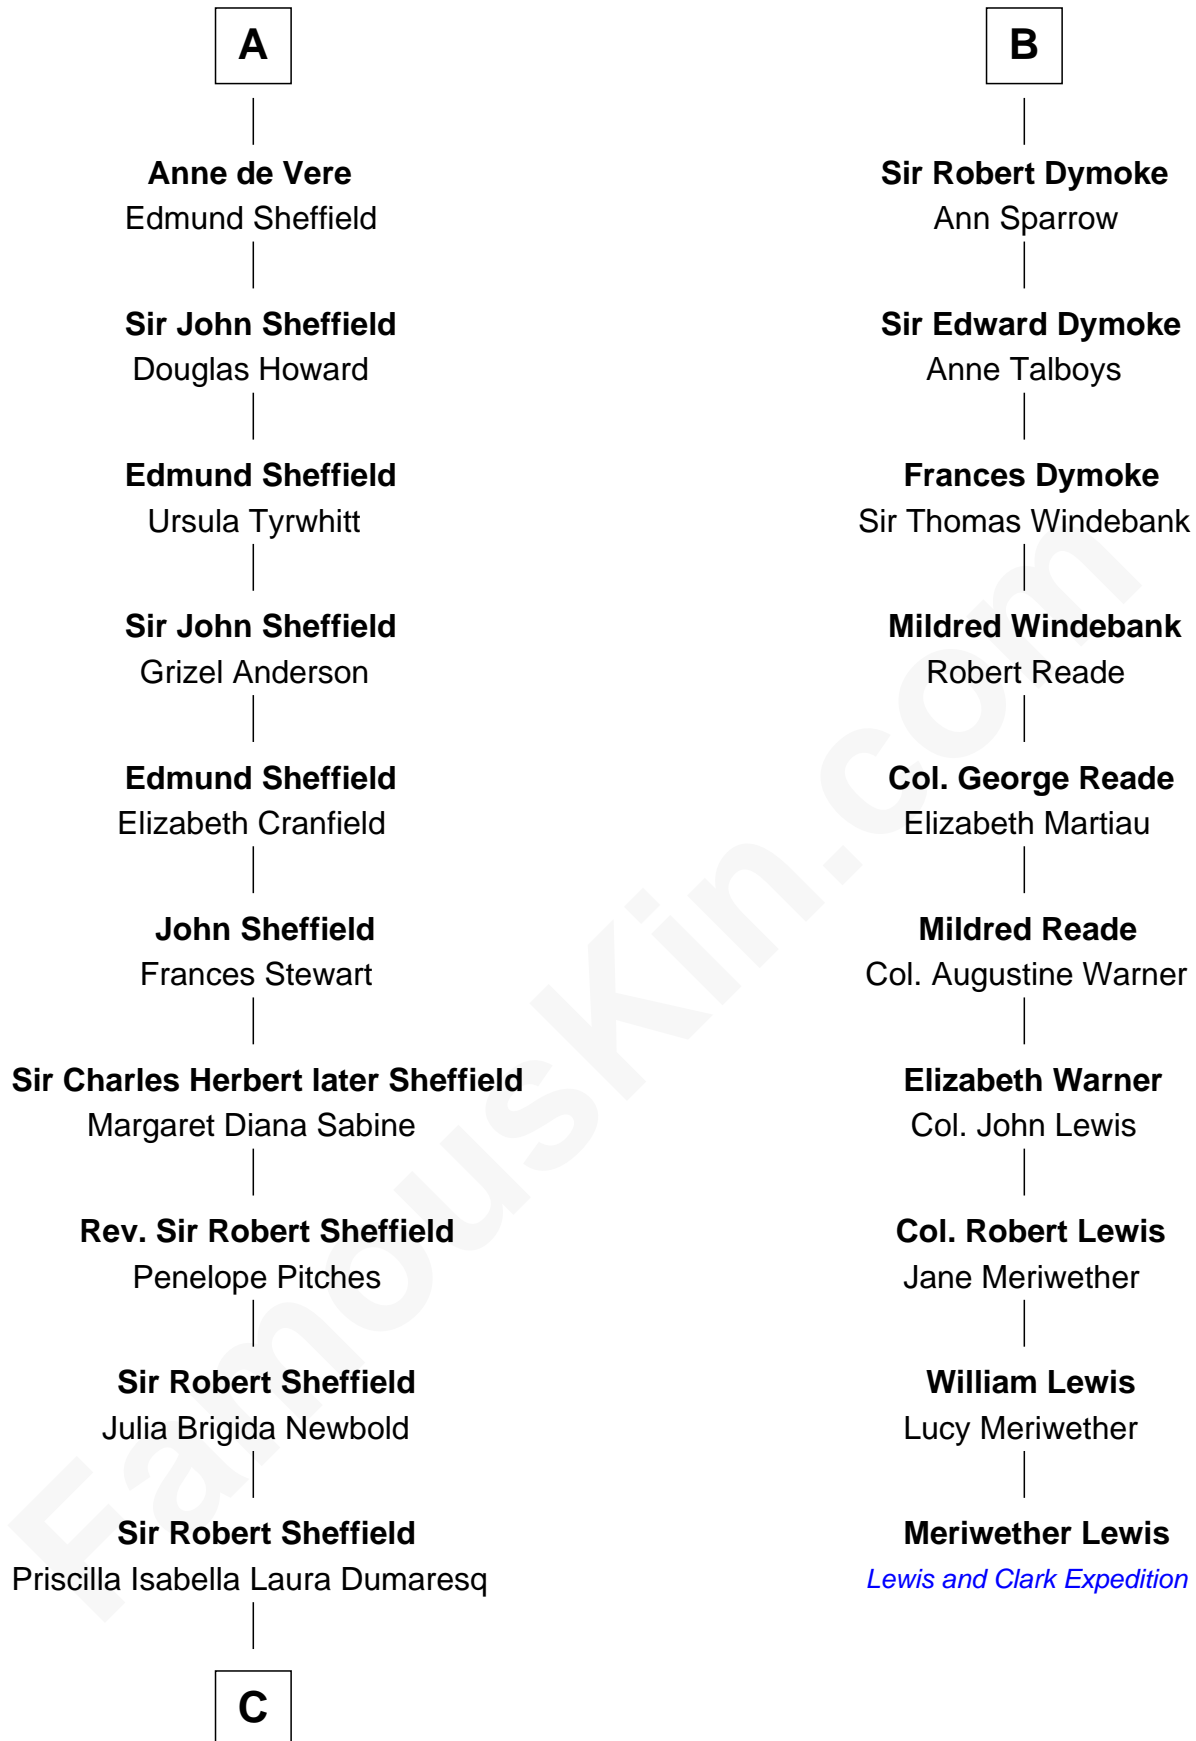 A
Anne de Vere
Edmund Sheffield
Sir John Sheffield
Douglas Howard
Edmund Sheffield
Ursula Tyrwhitt
Sir John Sheffield
Grizel Anderson
Edmund Sheffield
Elizabeth Cranfield
John Sheffield
Frances Stewart
Sir Charles Herbert later Sheffield
Margaret Diana Sabine
Rev. Sir Robert Sheffield
Penelope Pitches
Sir Robert Sheffield
Julia Brigida Newbold
Sir Robert Sheffield
Priscilla Isabella Laura Dumaresq
C
B
Sir Robert Dymoke
Ann Sparrow
Sir Edward Dymoke
Anne Talboys
Frances Dymoke
Sir Thomas Windebank
Mildred Windebank
Robert Reade
Col. George Reade
Elizabeth Martiau
Mildred Reade
Col. Augustine Warner
Elizabeth Warner
Col. John Lewis
Col. Robert Lewis
Jane Meriwether
William Lewis
Lucy Meriwether
Meriwether Lewis
Lewis and Clark Expedition
FamousKin.com